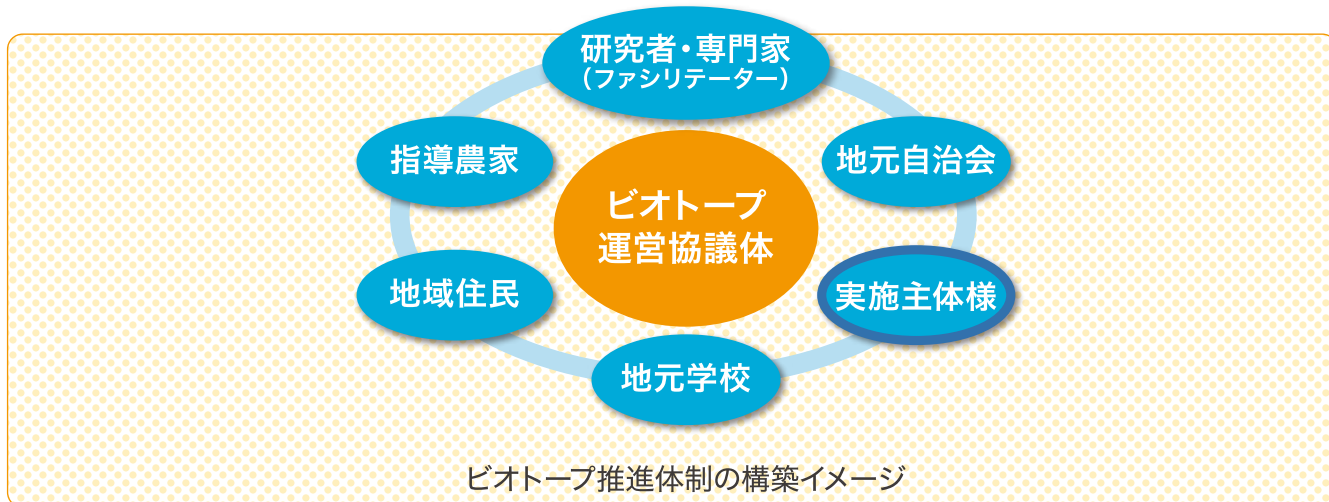 研究者・専門家
（ファシリテーター）
指導農家
地元自治会
ビオトープ
運営協議体
地域住民
実施主体様
地元学校
ビオトープ推進体制の構築イメージ